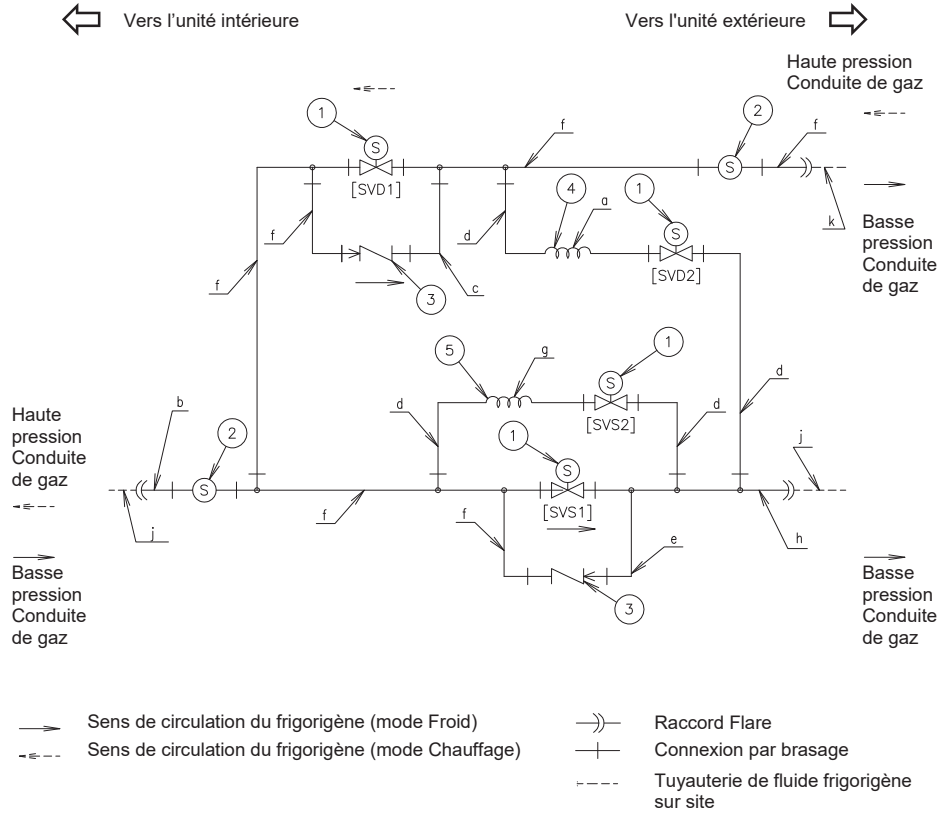 Vers l'unité intérieure
Vers l'unité extérieure
Haute pression
Conduite de gaz
1
2
f
f
S
S
[SVD1]
k
4
1
a
f
d
S
[SVD2]
Basse
pression
Conduite
de gaz
f
c
3
1
5
g
S
[SVS2]
d
d
d
Haute
pression
Conduite
de gaz
b
2
1
j
S
S
[SVS1]
j
f
f
e
h
3
Basse
pression
Conduite
de gaz
Basse
pression
Conduite
de gaz
Sens de circulation du frigorigène (mode Froid)
Sens de circulation du frigorigène (mode Chauffage)
Raccord Flare
Connexion par brasage
Tuyauterie de fluide frigorigène
sur site